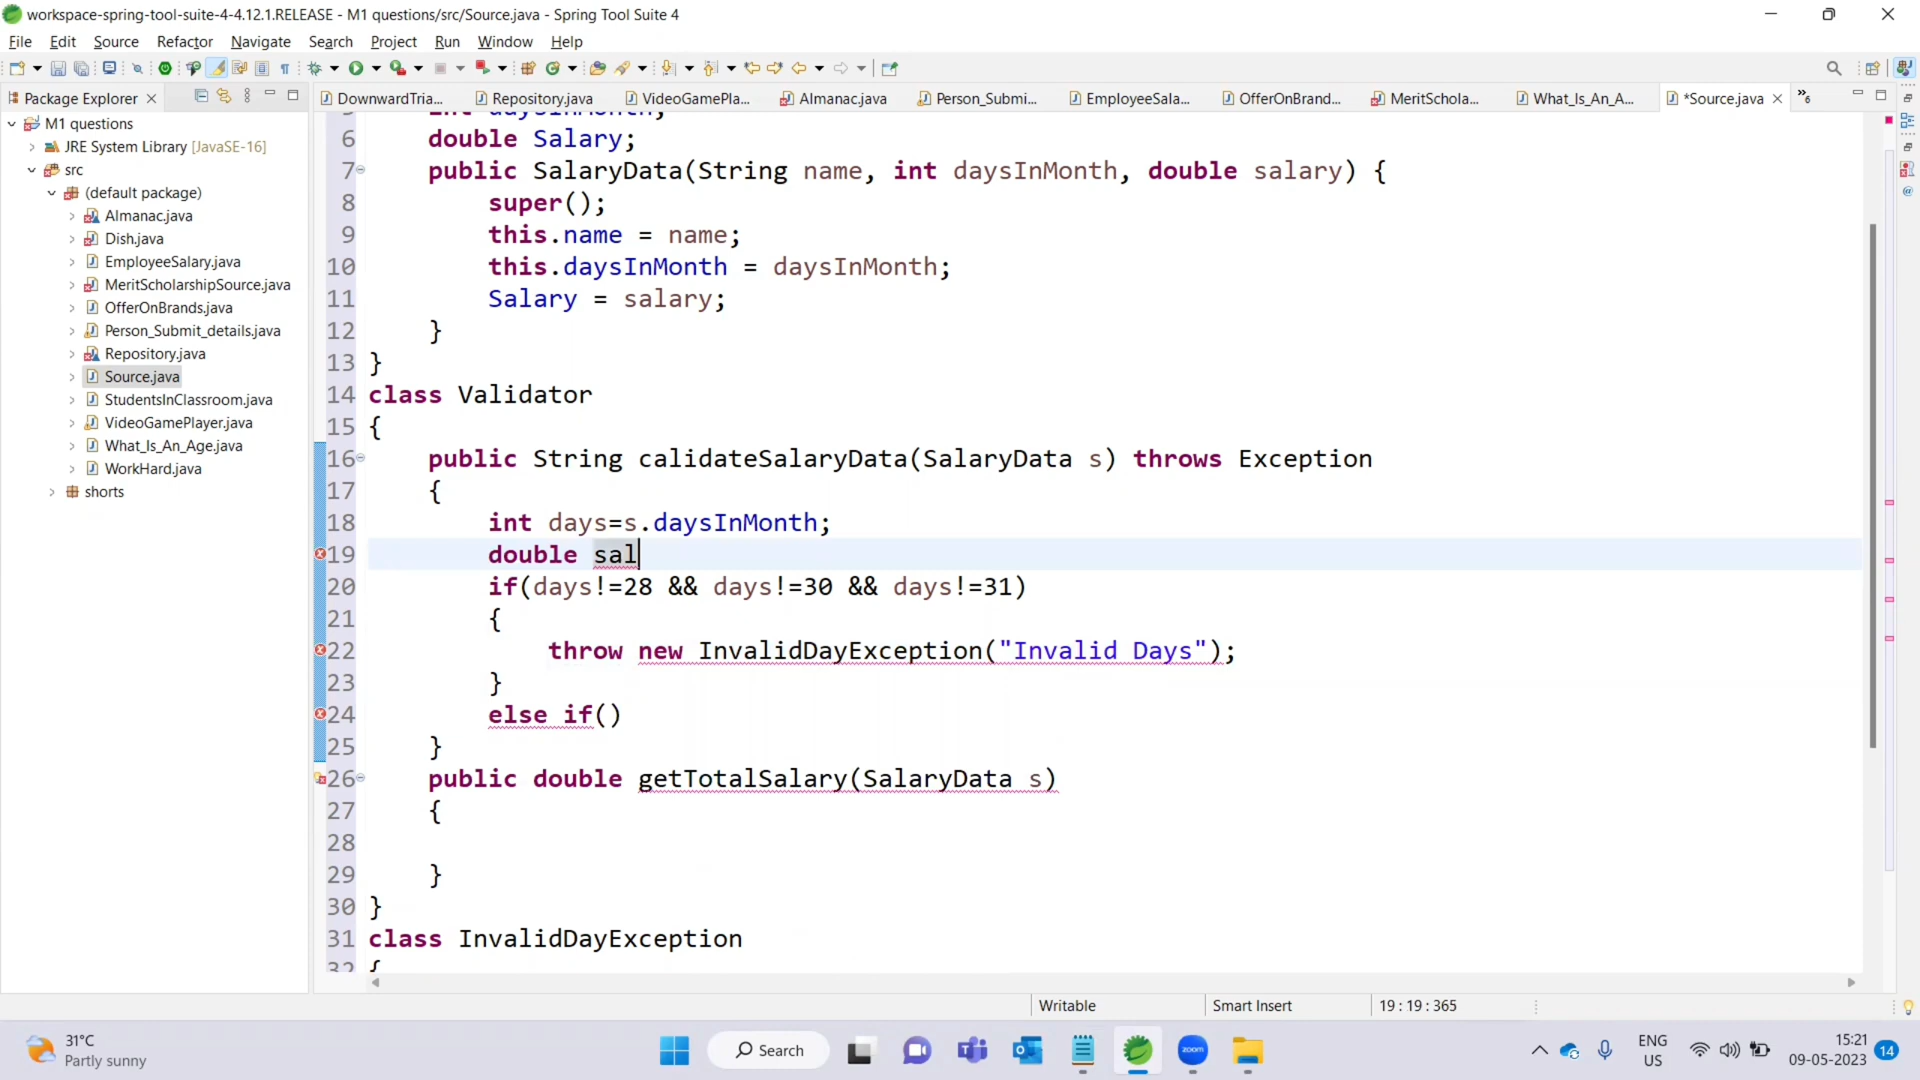 workspace-spring-tool-suite-4-4.12.1.RELEASE - M1 questions/src/Source.java - Spring Tool Suite 4
File Edit Source Refactor Navigate Search Project Run Window Help
Package Explorer
DownwardTria... Repository.java VideoGamePla... Almanac.java Person_Submi... EmployeeSala... OfferOnBrand... MeritSchola... What_Is_An_A... *Source.java 6
M1 questions
JRE System Library [JavaSE-16]
src
(default package)
Almanac.java
Dish.java
EmployeeSalary.java
MeritScholarshipSource.java
OfferOnBrands.java
Person_Submit_details.java
Repository.java
Source.java
StudentsInClassroom.java
VideoGamePlayer.java
What_Is_An_Age.java
WorkHard.java
shorts
5 int daysInMonth;
6 double Salary;
7 public SalaryData(String name, int daysInMonth, double salary) {
8 super();
9 this.name = name;
10 this.daysInMonth = daysInMonth;
11 Salary = salary;
12 }
13 }
14 class Validator
15 {
16 public String calidateSalaryData(SalaryData s) throws Exception
17 {
18 int days=s.daysInMonth;
19 double sal
20 if(days!=28 && days!=30 && days!=31)
21 {
22 throw new InvalidDayException("Invalid Days");
23 }
24 else if()
25 }
26 public double getTotalSalary(SalaryData s)
27 {
28
29 }
30 }
31 class InvalidDayException
32 {
Writable Smart Insert 19 : 19 : 365
31°C
Partly sunny
Search
zoom
ENG
US
15:21
09-05-2023
14